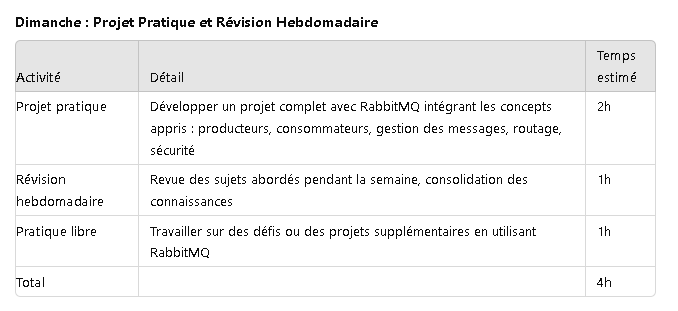 Dimanche : Projet Pratique et Révision Hebdomadaire
Temps
Activité Détail estimé
Projet pratique Développer un projet complet avec RabbitMQ intégrant les concepts 2h
appris : producteurs, consommateurs, gestion des messages, routage,
sécurité
Révision Revue des sujets abordés pendant la semaine, consolidation des 1h
hebdomadaire connaissances
Pratique libre Travailler sur des défis ou des projets supplémentaires en utilisant 1h
RabbitMQ
Total 4h